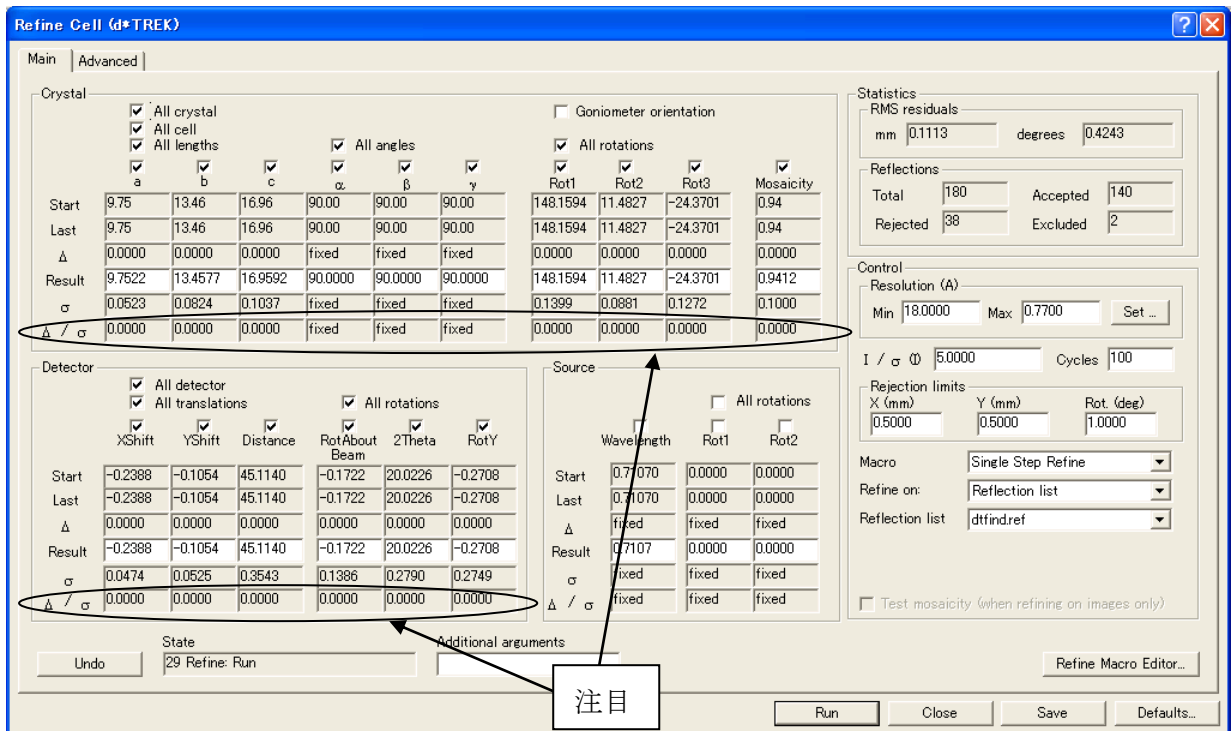 Refine Cell (d*TREK)
Main Advanced
Crystal
All crystal Goniometer orientation
All cell
All lengths All angles All rotations
a b c α β γ Rot1 Rot2 Rot3 Mosaicity
Start 9.75 13.46 16.96 90.00 90.00 90.00 148.1594 11.4827 -24.3701 0.94
Last 9.75 13.46 16.96 90.00 90.00 90.00 148.1594 11.4827 -24.3701 0.94
Δ 0.0000 0.0000 0.0000 fixed fixed fixed 0.0000 0.0000 0.0000 0.0000
Result 9.7522 13.4577 16.9592 90.0000 90.0000 90.0000 148.1594 11.4827 -24.3701 0.9412
σ 0.0523 0.0824 0.1037 fixed fixed fixed 0.1399 0.0881 0.1272 0.1000
Δ / σ 0.0000 0.0000 0.0000 fixed fixed fixed 0.0000 0.0000 0.0000 0.0000
Detector
All detector
All translations All rotations
XShift YShift Distance RotAbout Beam 2Theta RotY
Start -0.2388 -0.1054 45.1140 -0.1722 20.0226 -0.2708
Last -0.2388 -0.1054 45.1140 -0.1722 20.0226 -0.2708
Δ 0.0000 0.0000 0.0000 0.0000 0.0000 0.0000
Result -0.2388 -0.1054 45.1140 -0.1722 20.0226 -0.2708
σ 0.0474 0.0525 0.3543 0.1386 0.2790 0.2749
Δ / σ 0.0000 0.0000 0.0000 0.0000 0.0000 0.0000
Source
All rotations
Wavelength Rot1 Rot2
Start 0.71070 0.0000 0.0000
Last 0.71070 0.0000 0.0000
Δ fixed fixed fixed
Result 0.7107 0.0000 0.0000
σ fixed fixed fixed
Δ / σ fixed fixed fixed
Statistics
RMS residuals
mm 0.1113 degrees 0.4243
Reflections
Total 180 Accepted 140
Rejected 38 Excluded 2
Control
Resolution (A)
Min 18.0000 Max 0.7700 Set ...
I / σ (I) 5.0000 Cycles 100
Rejection limits
X (mm) Y (mm) Rot. (deg)
0.5000 0.5000 1.0000
Macro Single Step Refine
Refine on: Reflection list
Reflection list dtfind.ref
Test mosaicity (when refining on images only)
State Additional arguments
Undo 29 Refine: Run Refine Macro Editor...
注目
Run Close Save Defaults...